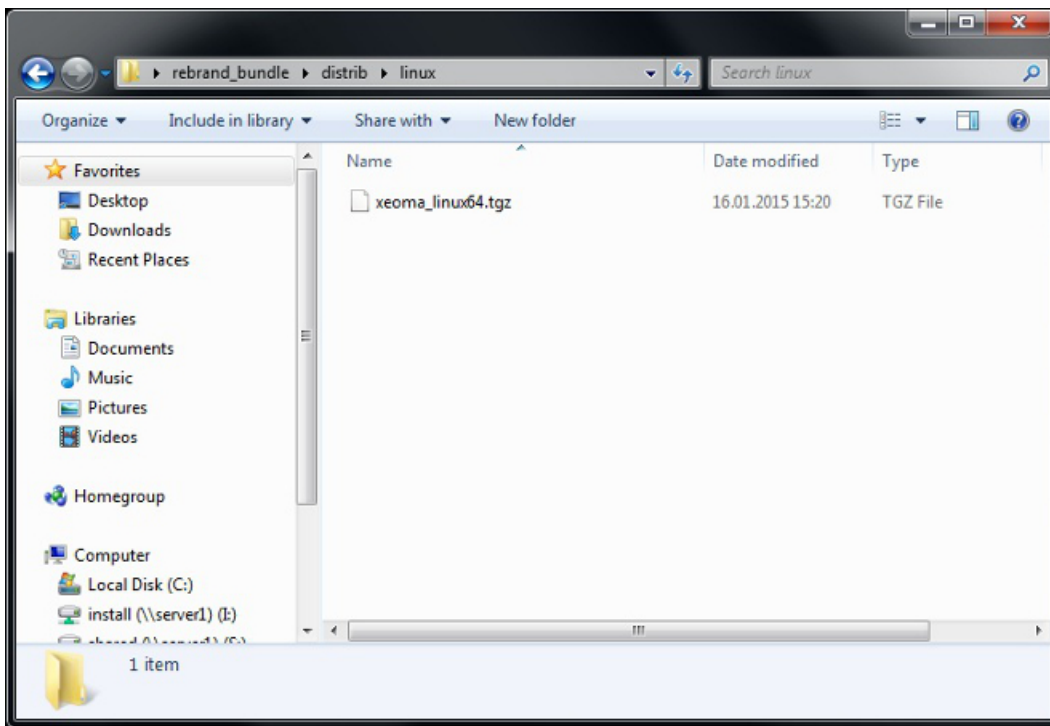 rebrand_bundle distrib linux
Search linux
Organize Include in library Share with New folder
Name Date modified Type
xeoma_linux64.tgz 16.01.2015 15:20 TGZ File
Favorites
Desktop
Downloads
Recent Places
Libraries
Documents
Music
Pictures
Videos
Homegroup
Computer
Local Disk (C:)
install (\\server1) (I:)
shared (\\server1) (S:)
1 item